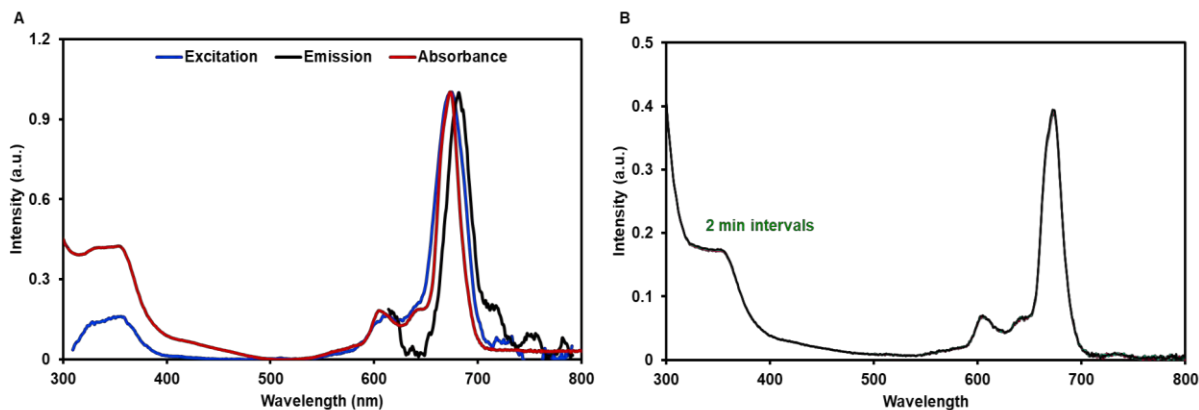 A
Intensity (a.u.)
1.2
0.9
0.6
0.3
0
Excitation Emission Absorbance
300 400 500 600 700 800
Wavelength (nm)
B
Intensity (a.u.)
0.5
0.4
0.3
0.2
0.1
0
2 min intervals
300 400 500 600 700 800
Wavelength